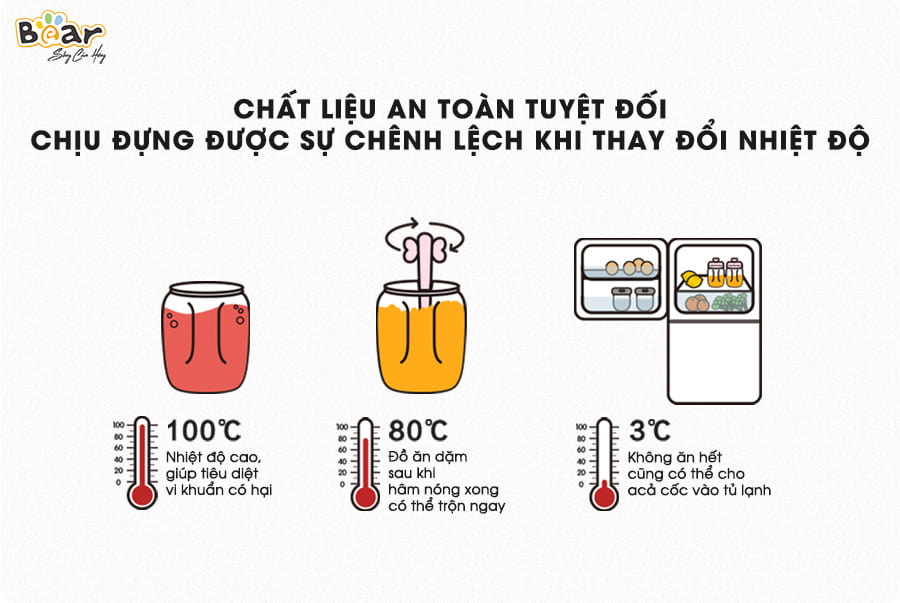 Bear
Sống Cân Hứng
CHẤT LIỆU AN TOÀN TUYỆT ĐỐI
CHỊU ĐỰNG ĐƯỢC SỰ CHÊNH LỆCH KHI THAY ĐỔI NHIỆT ĐỘ
100
80
60
40
20
0
100℃
Nhiệt độ cao,
giúp tiêu diệt
vi khuẩn có hại
100
80
60
40
20
0
80℃
Đồ ăn dặm
sau khi
hâm nóng xong
có thể trộn ngay
100
80
60
40
20
0
3℃
Không ăn hết
cũng có thể cho
acả cốc vào tủ lạnh